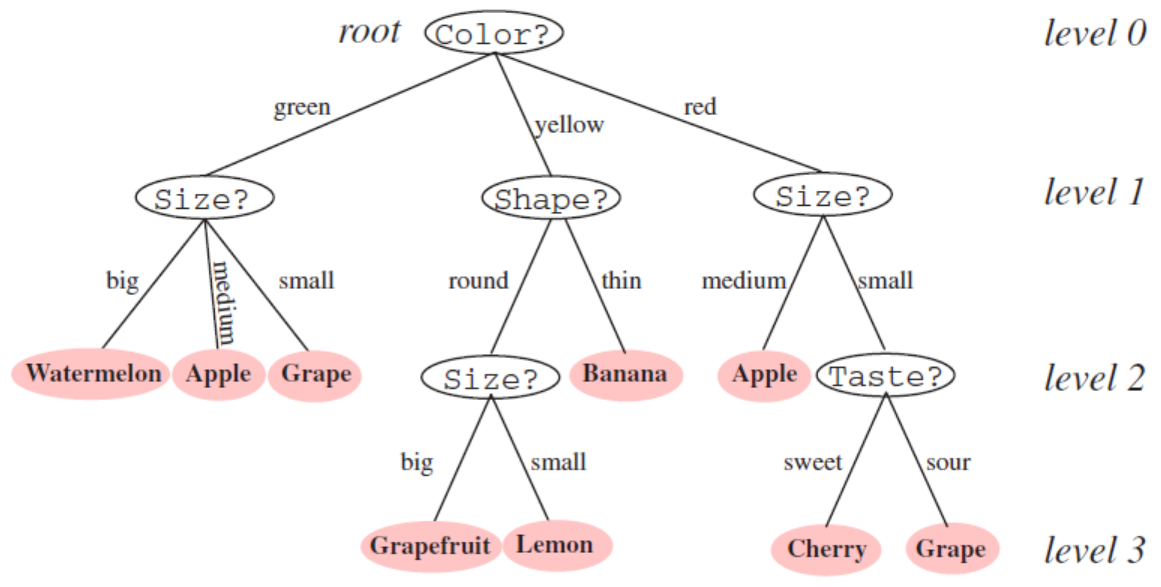 root Color? level 0
green yellow red
Size? Shape? Size? level 1
big medium small round thin medium small
Watermelon Apple Grape Size? Banana Apple Taste? level 2
big small sweet sour
Grapefruit Lemon Cherry Grape level 3